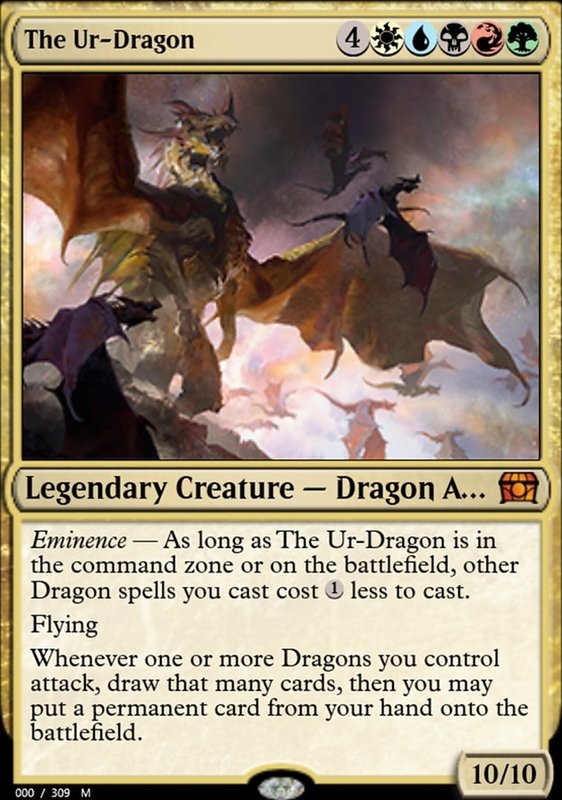 The Ur-Dragon 4
Legendary Creature — Dragon A...
Eminence — As long as The Ur-Dragon is in
the command zone or on the battlefield, other
Dragon spells you cast cost 1 less to cast.
Flying
Whenever one or more Dragons you control
attack, draw that many cards, then you may
put a permanent card from your hand onto the
battlefield.
10/10
000 / 309 M